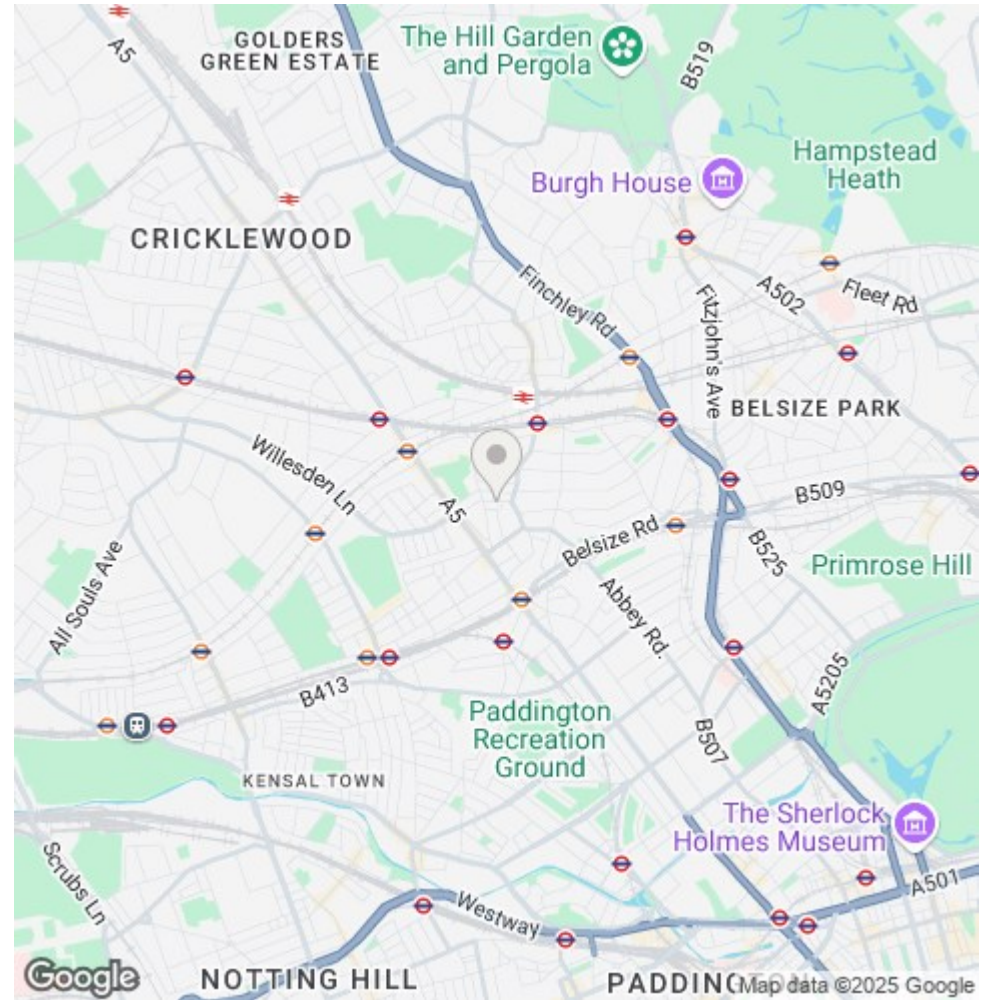 A5
GOLDERS
GREEN ESTATE
The Hill Garden
and Pergola
B519
Burgh House
Hampstead
Heath
CRICKLEWOOD
Finchley Rd
Fitzjohn's Ave
A502
Fleet Rd
BELSIZE PARK
Willesden Ln
A5
B509
Belsize Rd
B525
Primrose Hill
All Souls Ave
Abbey Rd.
B413
A5205
Paddington
Recreation
Ground
B507
KENSAL TOWN
The Sherlock
Holmes Museum
Scrubs Ln
A501
Westway
Google
NOTTING HILL
PADDINGTON
Map data ©2025 Google